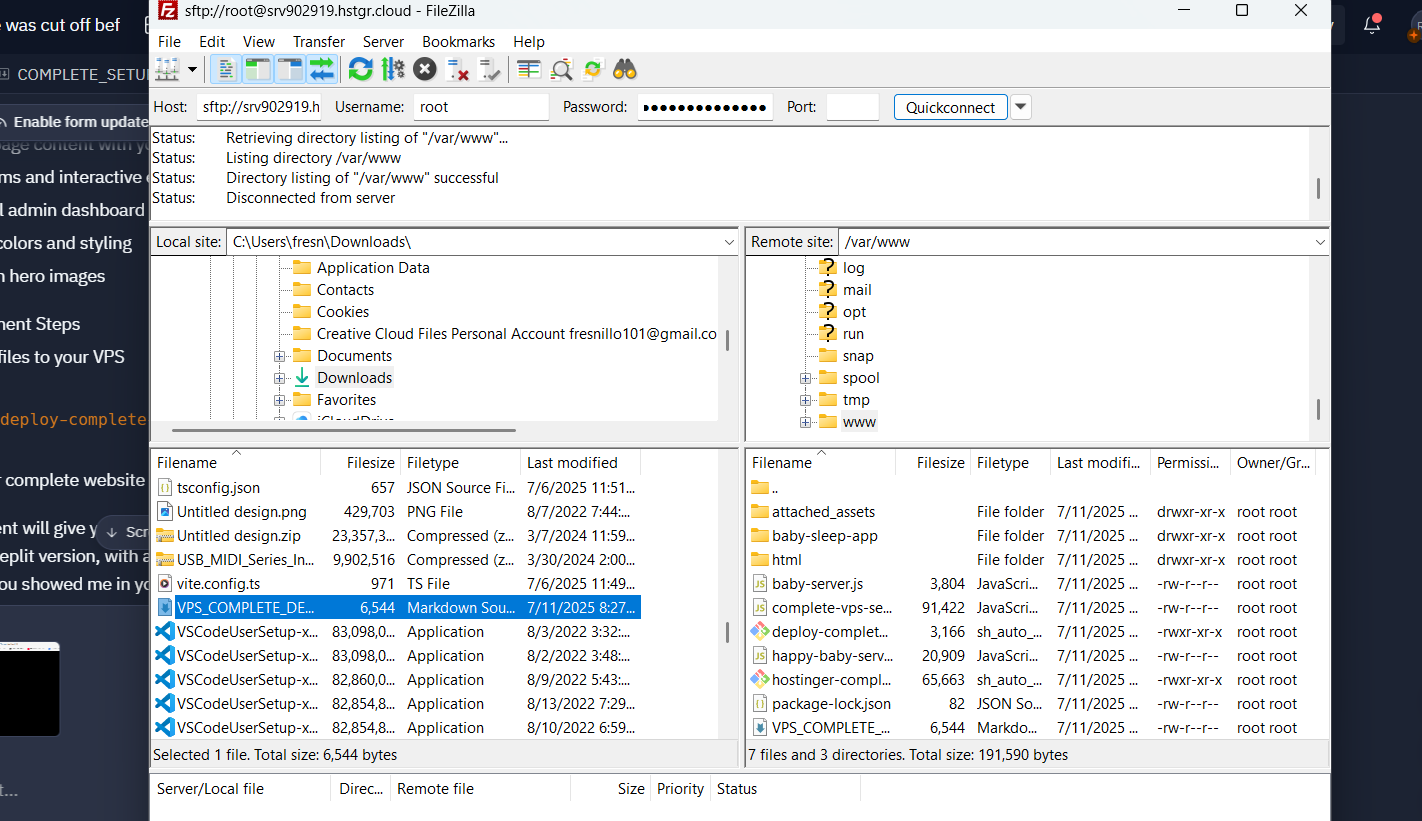 sftp://root@srv902919.hstgr.cloud - FileZilla
File Edit View Transfer Server Bookmarks Help
Host: sftp://srv902919.h Username: root Password: ●●●●●●●●●●●●●● Port: Quickconnect
Status: Retrieving directory listing of "/var/www"...
Status: Listing directory /var/www
Status: Directory listing of "/var/www" successful
Status: Disconnected from server
Local site: C:\Users\fresn\Downloads\
Application Data
Contacts
Cookies
Creative Cloud Files Personal Account fresnillo101@gmail.co
Documents
Downloads
Favorites
iCloudDrive
Remote site: /var/www
log
mail
opt
run
snap
spool
tmp
www
Filename Filesize Filetype Last modified
tsconfig.json 657 JSON Source Fi... 7/6/2025 11:51...
Untitled design.png 429,703 PNG File 8/7/2022 7:44:...
Untitled design.zip 23,357,3... Compressed (z... 3/7/2024 11:59...
USB_MIDI_Series_In... 9,902,516 Compressed (z... 3/30/2024 2:00...
vite.config.ts 971 TS File 7/6/2025 11:49...
VPS_COMPLETE_DE... 6,544 Markdown Sou... 7/11/2025 8:27...
VSCodeUserSetup-x... 83,098,0... Application 8/3/2022 3:32:...
VSCodeUserSetup-x... 83,098,0... Application 8/2/2022 3:48:...
VSCodeUserSetup-x... 82,860,0... Application 8/9/2022 5:43:...
VSCodeUserSetup-x... 82,854,8... Application 8/13/2022 7:29...
VSCodeUserSetup-x... 82,854,8... Application 8/10/2022 6:59...
Selected 1 file. Total size: 6,544 bytes
Filename Filesize Filetype Last modifi... Permissi... Owner/Gr...
..
attached_assets File folder 7/11/2025 ... drwxr-xr-x root root
baby-sleep-app File folder 7/11/2025 ... drwxr-xr-x root root
html File folder 7/11/2025 ... drwxr-xr-x root root
baby-server.js 3,804 JavaScri... 7/11/2025 ... -rw-r--r-- root root
complete-vps-se... 91,422 JavaScri... 7/11/2025 ... -rw-r--r-- root root
deploy-complet... 3,166 sh_auto_... 7/11/2025 ... -rwxr-xr-x root root
happy-baby-serv... 20,909 JavaScri... 7/11/2025 ... -rw-r--r-- root root
hostinger-compl... 65,663 sh_auto_... 7/11/2025 ... -rwxr-xr-x root root
package-lock.json 82 JSON So... 7/11/2025 ... -rw-r--r-- root root
VPS_COMPLETE_... 6,544 Markdo... 7/11/2025 ... -rw-r--r-- root root
7 files and 3 directories. Total size: 191,590 bytes
Server/Local file Direc... Remote file Size Priority Status
e was cut off bef
COMPLETE_SETU
Enable form update
page content with yo
ms and interactive
l admin dashboard
colors and styling
n hero images
ment Steps
files to your VPS
deploy-complete
r complete website
ent will give y
Scr
eplit version, with a
ou showed me in yo
t...